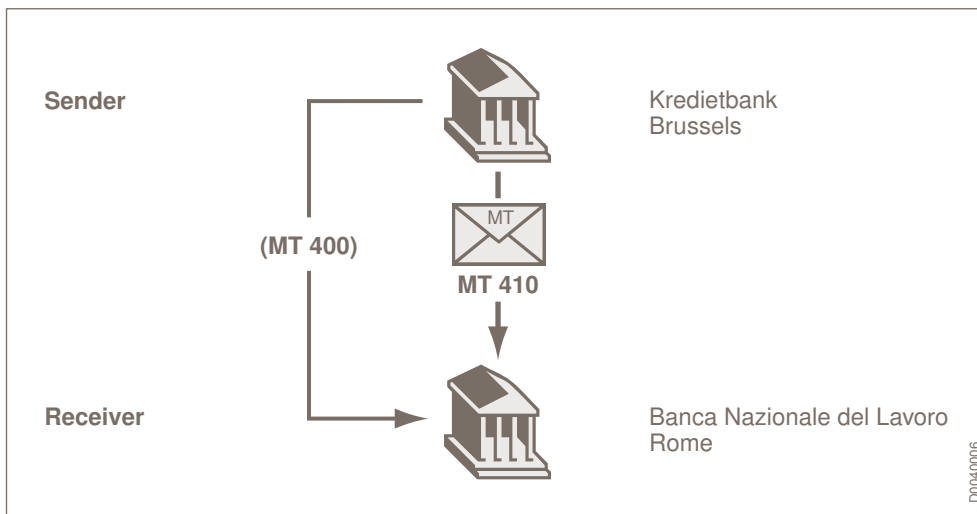 Sender
Kredietbank
Brussels
MT
(MT 400)
MT 410
Receiver
Banca Nazionale del Lavoro
Rome
D0040006